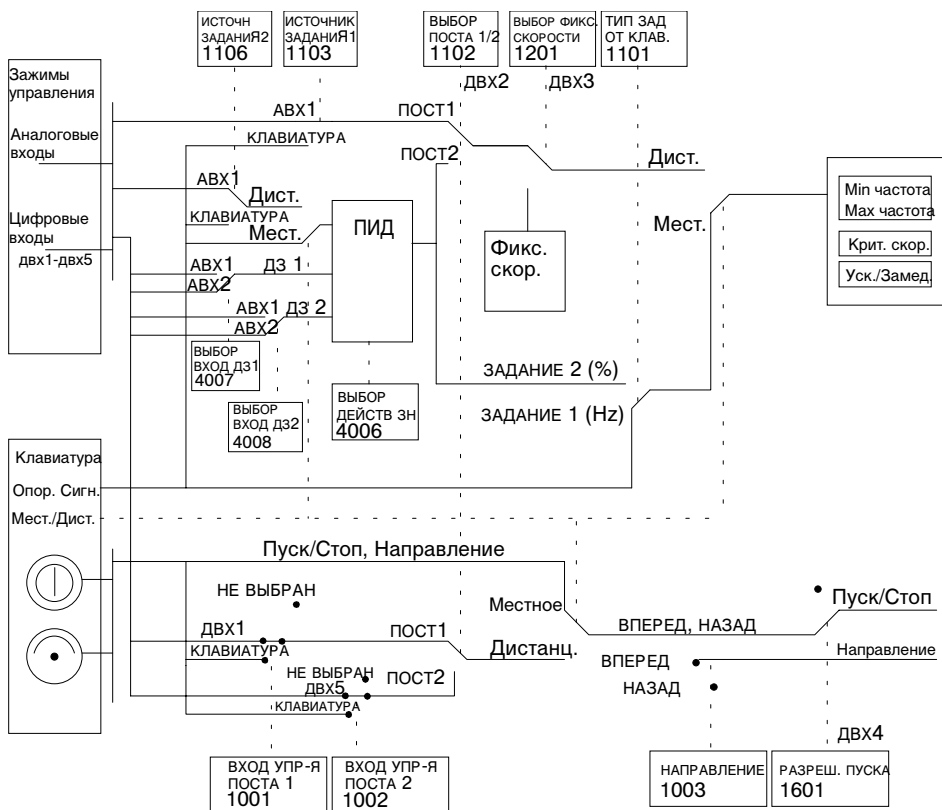 ИСТОЧН
ЗАДАНИЯ2
1106
ИСТОЧНИК
ЗАДАНИЯ1
1103
ВЫБОР
ПОСТА 1/2
1102
ВЫБОР ФИКС.
СКОРОСТИ
1201
ТИП ЗАД
ОТ КЛАВ.
1101
ДВХ2
ДВХ3
Зажимы
управления
Аналоговые
входы
Цифровые
входы
двх1-двх5
АВХ1
ПОСТ1
КЛАВИАТУРА
ПОСТ2
Дист.
АВХ1
Дист.
КЛАВИАТУРА
Мест.
ПИД
Фикс.
скор.
Мест.
Min частота
Max частота
Крит. скор.
Уск./Замед.
АВХ1
ДЗ 1
АВХ2
АВХ1
ДЗ 2
АВХ2
ВЫБОР
ВХОД ДЗ1
4007
ВЫБОР
ВХОД ДЗ2
4008
ВЫБОР
ДЕЙСТВ ЗН
4006
ЗАДАНИЕ 2 (%)
ЗАДАНИЕ 1 (Hz)
Клавиатура
Опор. Сигн.
Мест./Дист.
Пуск/Стоп, Направление
НЕ ВЫБРАН
Местное
Пуск/Стоп
ДВХ1
ПОСТ1
ВПЕРЕД, НАЗАД
КЛАВИАТУРА
Дистанц.
Направление
ВПЕРЕД
НЕ ВЫБРАН
ПОСТ2
ДВХ5
НАЗАД
КЛАВИАТУРА
ДВХ4
ВХОД УПР-Я
ПОСТА 1
1001
ВХОД УПР-Я
ПОСТА 2
1002
НАПРАВЛЕНИЕ
1003
РАЗРЕШ. ПУСКА
1601